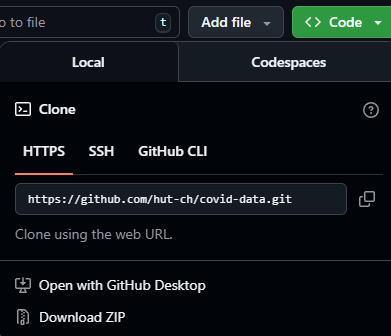 o to file t Add file <> Code
Local Codespaces
Clone
HTTPS SSH GitHub CLI
https://github.com/hut-ch/covid-data.git
Clone using the web URL.
Open with GitHub Desktop
Download ZIP